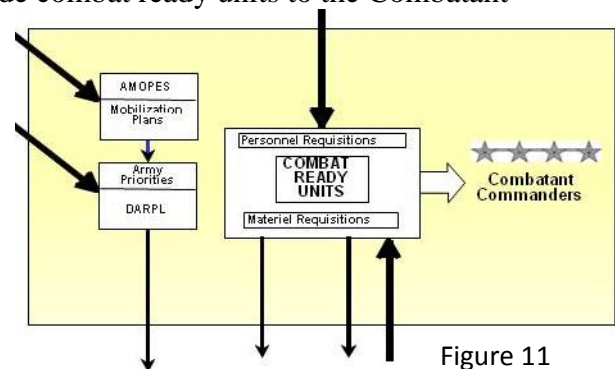 de combat ready units to the Combatant
AMOPES
Mobilization
Plans
Army
Priorities
DARPL
Personnel Requisitions
COMBAT
READY
UNITS
Materiel Requisitions
Combatant
Commanders
Figure 11